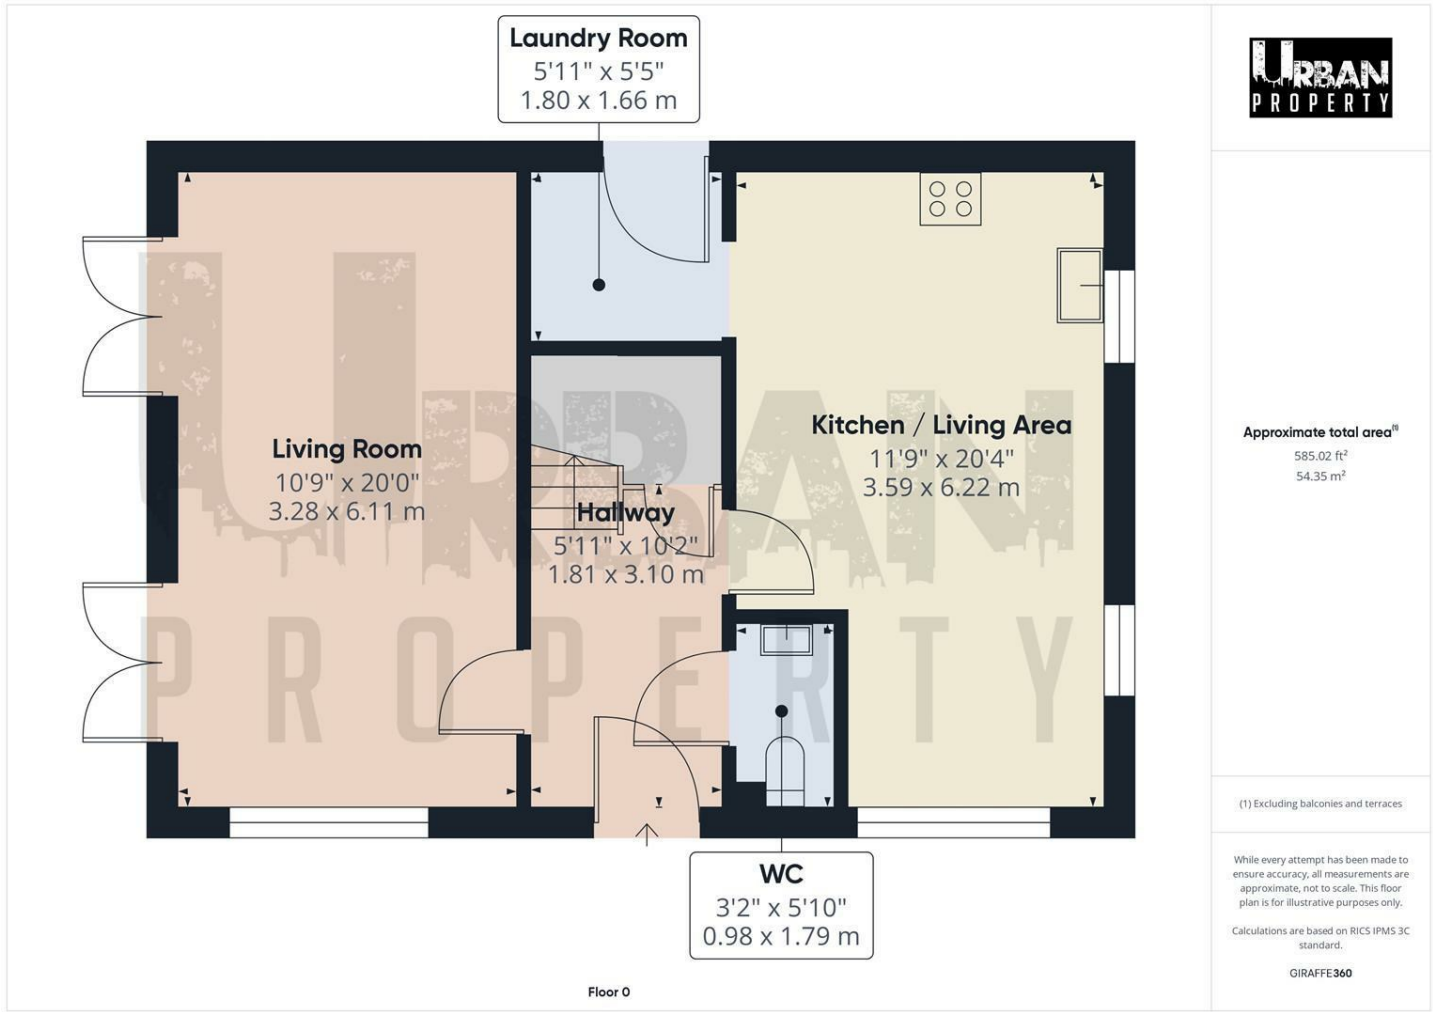 Laundry Room
5'11" x 5'5"
1.80 x 1.66 m
URBAN
PROPERTY
Living Room
10'9" x 20'0"
3.28 x 6.11 m
Hallway
5'11" x 10'2"
1.81 x 3.10 m
Kitchen / Living Area
11'9" x 20'4"
3.59 x 6.22 m
URBAN
PROPERTY
WC
3'2" x 5'10"
0.98 x 1.79 m
Floor 0
Approximate total area(1)
585.02 ft²
54.35 m²
(1) Excluding balconies and terraces
While every attempt has been made to
ensure accuracy, all measurements are
approximate, not to scale. This floor
plan is for illustrative purposes only.
Calculations are based on RICS IPMS 3C
standard.
GIRAFFE360